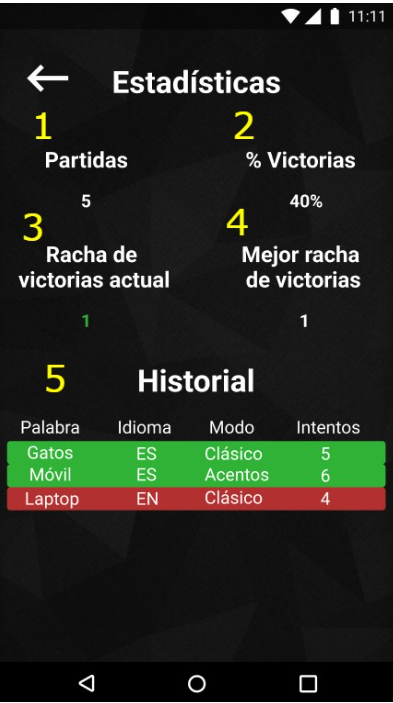 11:11
Estadísticas
1 2
Partidas % Victorias
5 40%
3 4
Racha de Mejor racha
victorias actual de victorias
1 1
5 Historial
Palabra Idioma Modo Intentos
Gatos ES Clásico 5
Móvil ES Acentos 6
Laptop EN Clásico 4